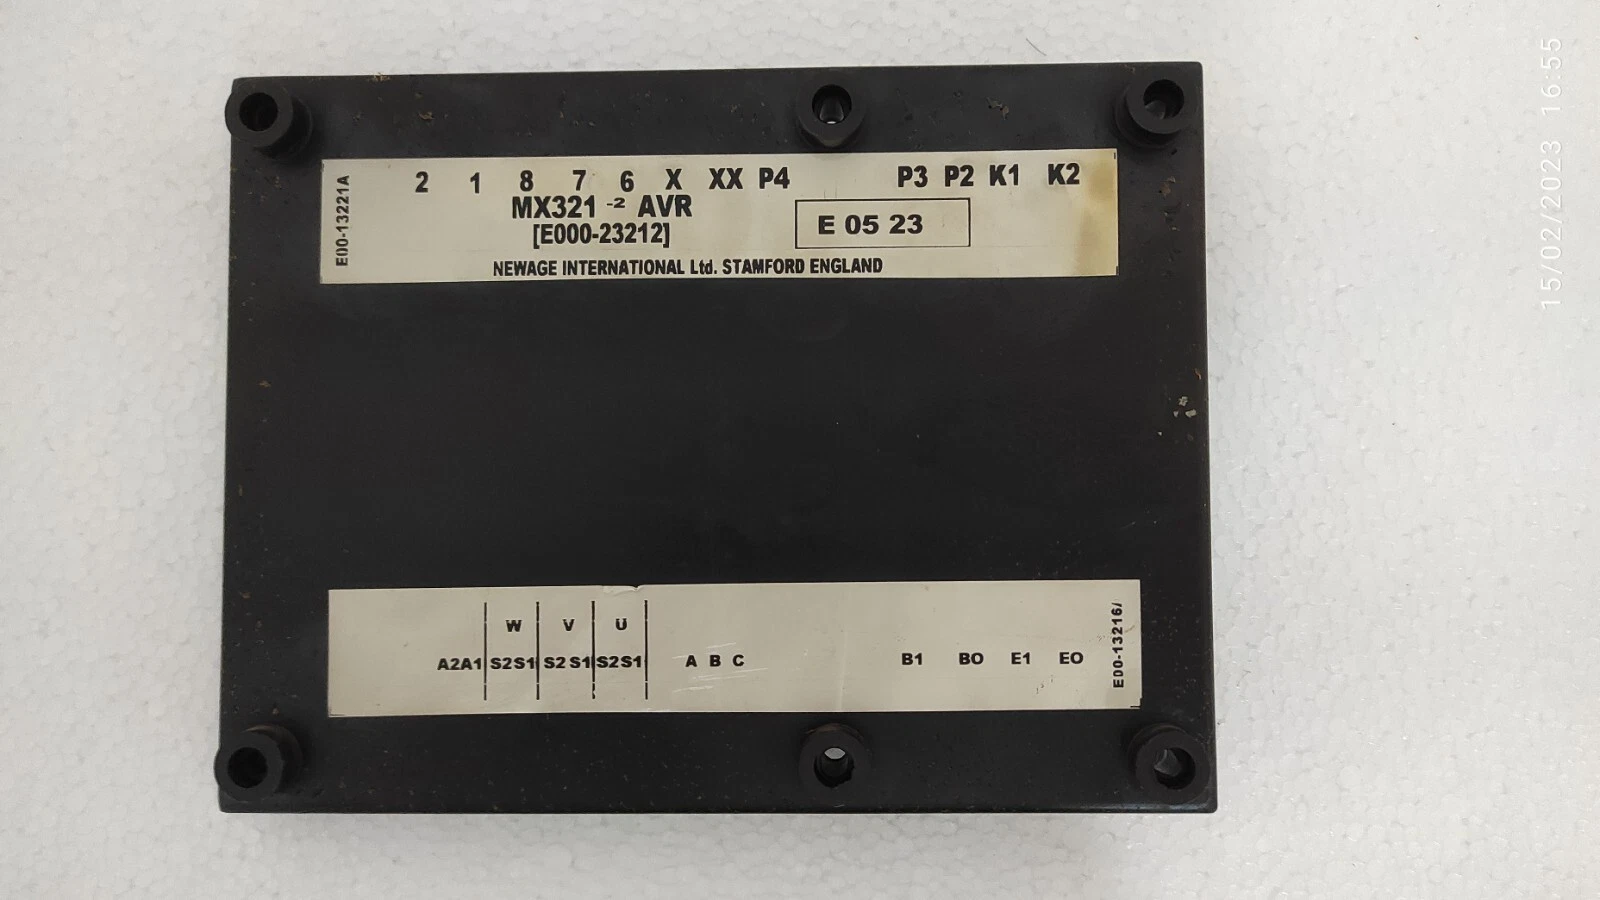 2 1 8 7 6 X XX P4 P3 P2 K1 K2
MX321 -2 AVR
[E000-23212]
E 05 23
NEWAGE INTERNATIONAL Ltd. STAMFORD ENGLAND
E00-13221A
W V U
A2A1 S2S1 S2 S1 S2S1 A B C B1 BO E1 EO
E00-13216/
15/02/2023 16:55